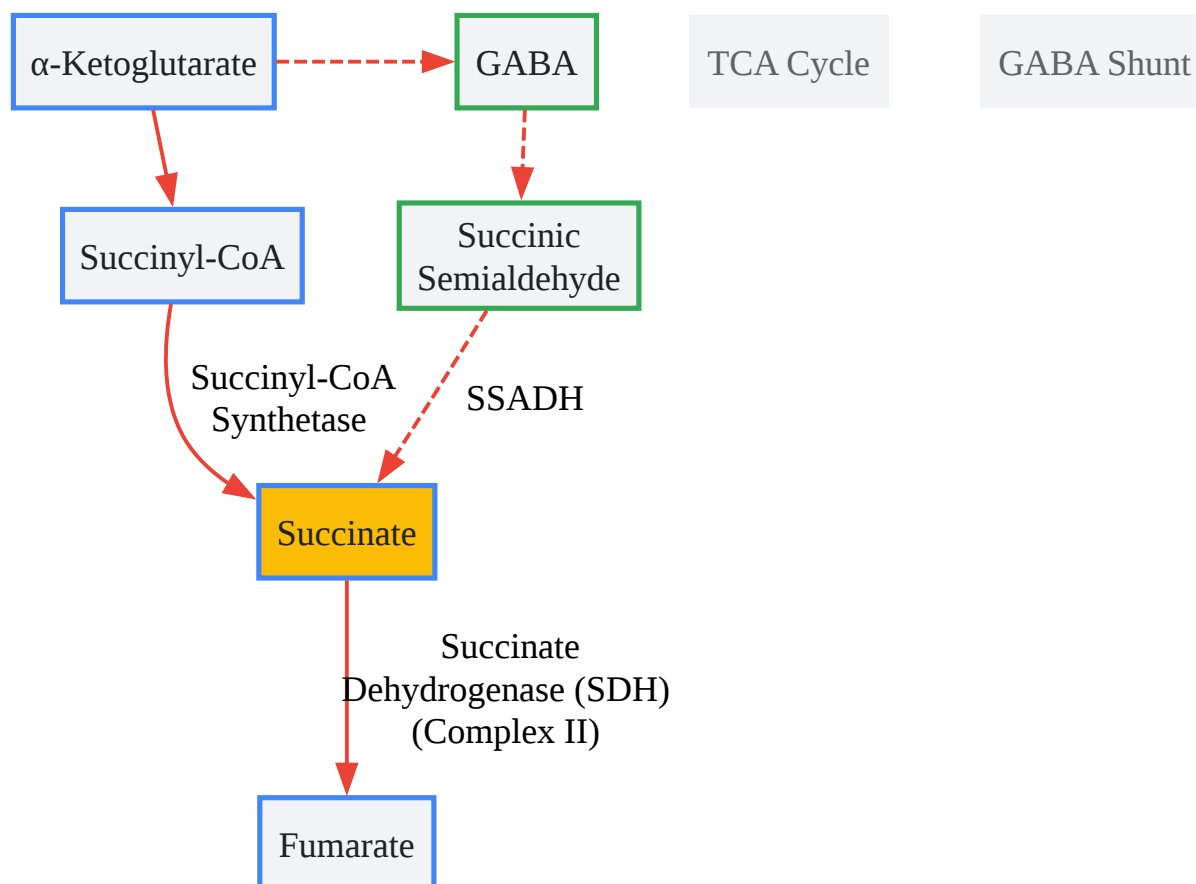 α-Ketoglutarate
GABA
TCA Cycle
GABA Shunt
Succinyl-CoA
Succinic
Semialdehyde
Succinyl-CoA
Synthetase
SSADH
Succinate
Succinate
Dehydrogenase (SDH)
(Complex II)
Fumarate